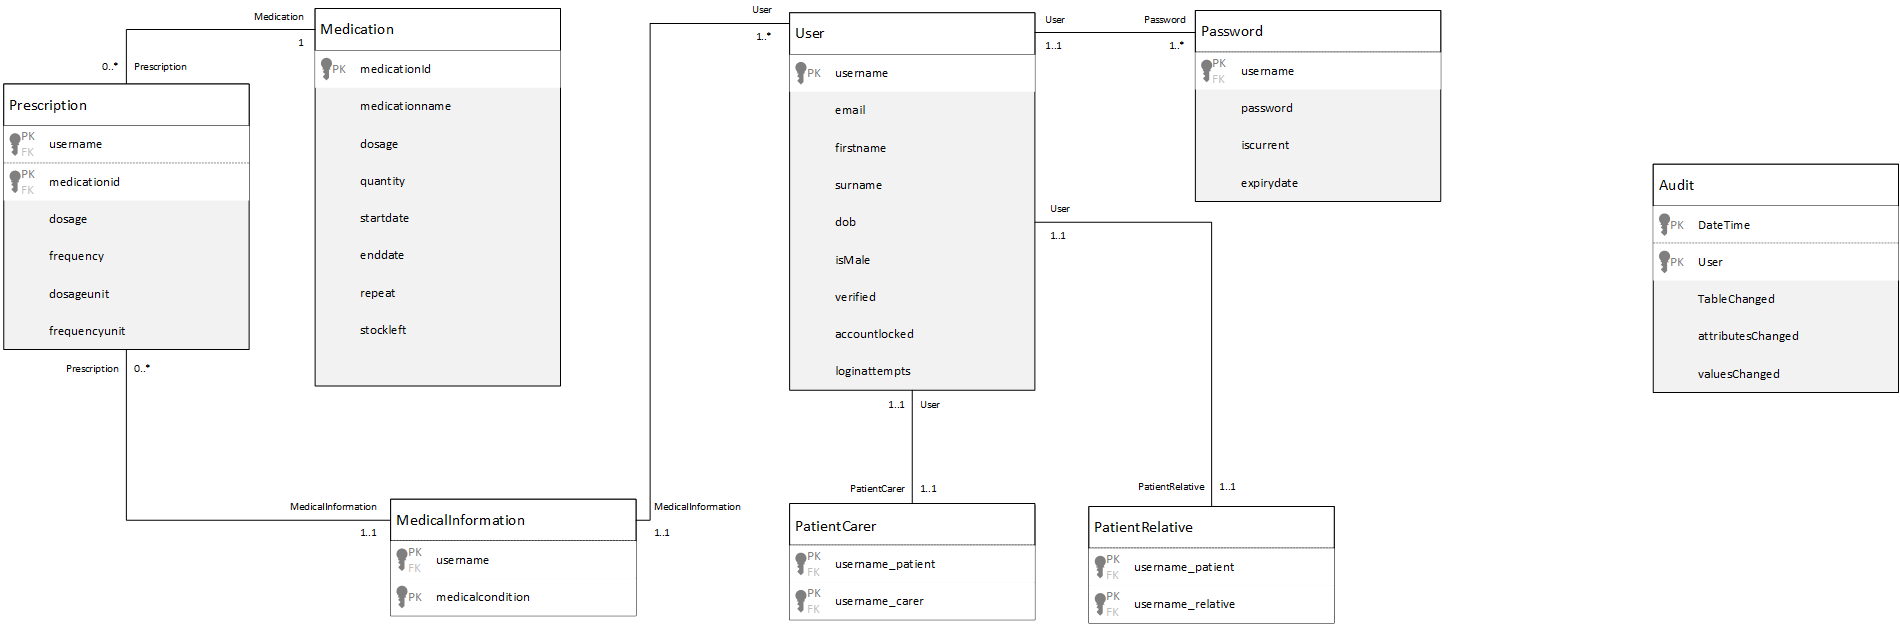 Medication
1
0..*
Prescription
Prescription
PK
FK
username
PK
FK
medicationid
dosage
frequency
dosageunit
frequencyunit
Prescription
0..*
Medication
PK
medicationId
medicationname
dosage
quantity
startdate
enddate
repeat
stockleft
MedicalInformation
1..1
MedicalInformation
PK
FK
username
PK
medicalcondition
MedicalInformation
1..1
User
1..*
User
PK
username
email
firstname
surname
dob
isMale
verified
accountlocked
loginattempts
User
1..1
Password
1..*
Password
PK
FK
username
password
iscurrent
expirydate
User
1..1
1..1
User
PatientCarer
1..1
PatientCarer
PK
FK
username_patient
PK
FK
username_carer
PatientRelative
1..1
PatientRelative
PK
FK
username_patient
PK
FK
username_relative
Audit
PK
DateTime
PK
User
TableChanged
attributesChanged
valuesChanged